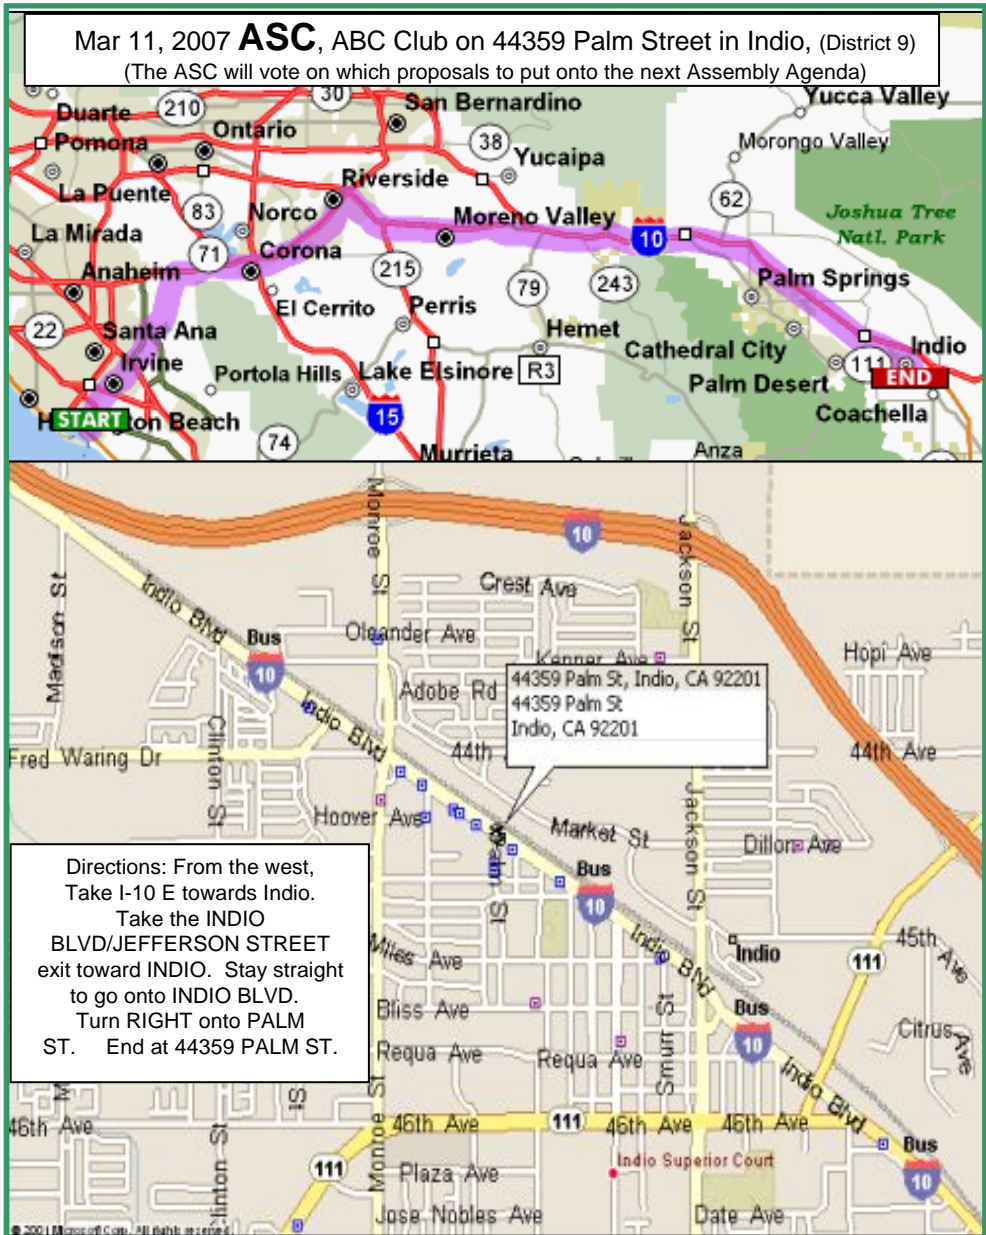 Mar 11, 2007 ASC, ABC Club on 44359 Palm Street in Indio, (District 9)
(The ASC will vote on which proposals to put onto the next Assembly Agenda)
Duarte
210
30
San Bernardino
Yucca Valley
Pomona
Ontario
38
Morongo Valley
Yucaipa
La Puente
Riverside
83
Norco
62
Joshua Tree
Natl. Park
La Mirada
71
Moreno Valley
10
Corona
Anaheim
215
243
Palm Springs
El Cerrito
79
22
Perris
Santa Ana
Hemet
Indio
Irvine
Cathedral City
111
END
Portola Hills
Lake Elsinore
R3
Palm Desert
Coachella
START
ton Beach
15
74
Murrieta
Anza
Monroe St
10
Jackson St
Madison St
Indio Blvd
Crest Ave
Bus
10
Oleander Ave
Hopi Ave
Kenner Ave
44359 Palm St, Indio, CA 92201
44359 Palm St
Indio, CA 92201
Adobe Rd
Indio Blvd
Clinton St
44th
44th Ave
Fred Waring Dr
Hoover Ave
Market St
Jackson St
Dillon Ave
Palm St
Bus
10
Directions: From the west,
Take I-10 E towards Indio.
Take the INDIO
BLVD/JEFFERSON STREET
exit toward INDIO. Stay straight
to go onto INDIO BLVD.
Turn RIGHT onto PALM
ST. End at 44359 PALM ST.
Miles Ave
Indio Blvd
Indio
45th Ave
111
Bliss Ave
Smurr St
Bus
10
Citrus Ave
Requa Ave
Requa Ave
Indio Blvd
St
Monroe St
46th Ave
46th Ave
111
46th Ave
46th Ave
Clinton St
Bus
10
111
Plaza Ave
Indio Superior Court
Jose Nobles Ave
Date Ave
© 2001 Microsoft Corp. All rights reserved.